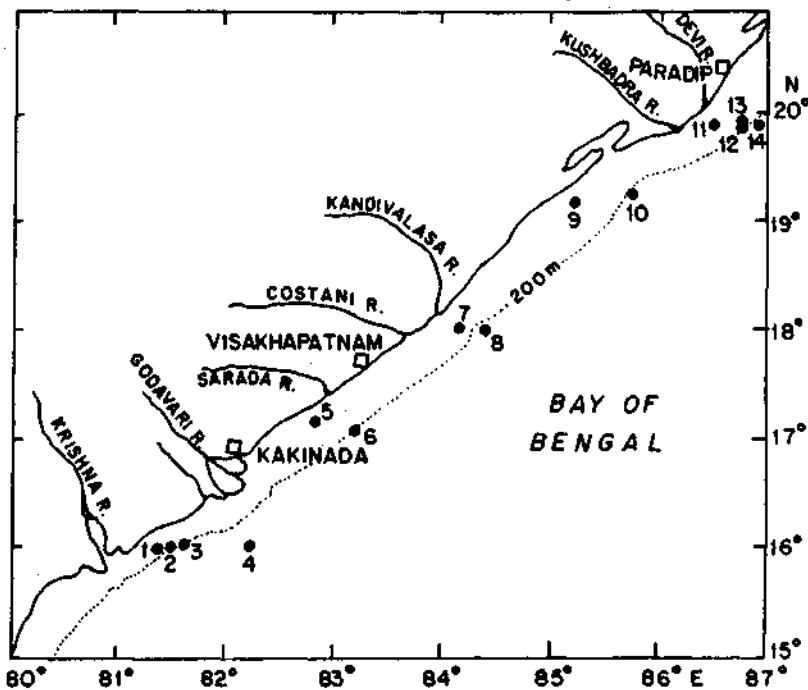 DEVI R.
KUSHBADRA R.
PARADIP
N
20°
13
11
12
14
9
10
19°
KANDIVALASA R.
200m
COSTANI R.
7
8
18°
VISAKHAPATNAM
SARADA R.
GODAVARI R.
5
6
BAY OF
BENGAL
17°
KRISHNA R.
KAKINADA
1
2
3
4
16°
15°
80°
81°
82°
83°
84°
85°
86° E
87°